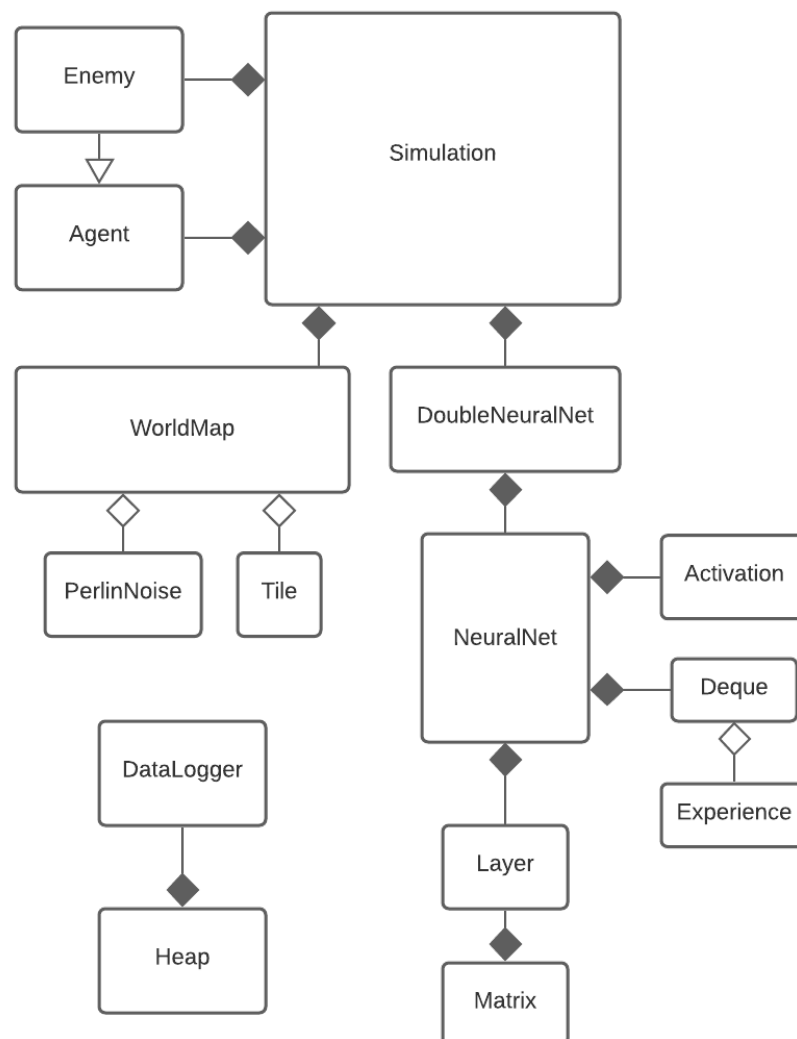 Enemy
Simulation
Agent
WorldMap
DoubleNeuralNet
PerlinNoise
Tile
NeuralNet
Activation
Deque
DataLogger
Experience
Layer
Heap
Matrix